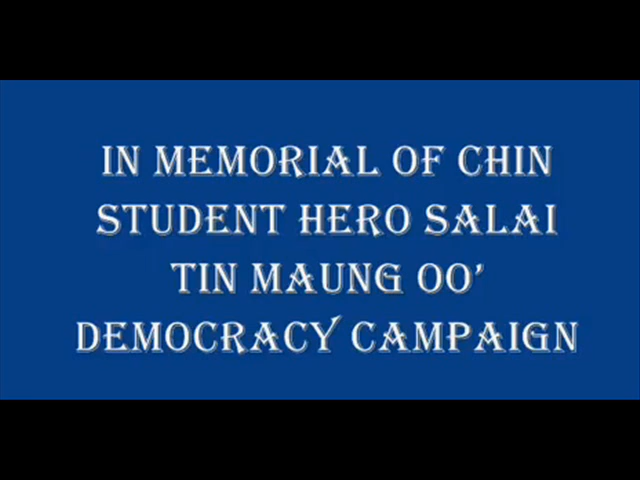 IN MEMORIAL OF CHIN
STUDENT HERO SALAI
TIN MAUNG OO’
DEMOCRACY CAMPAIGN